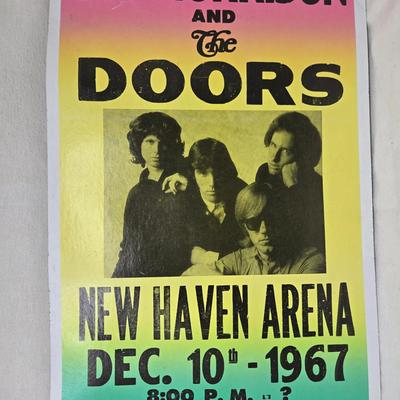 AND
The
DOORS
NEW HAVEN ARENA
DEC. 10th - 1967
8:00 P. M. - ?